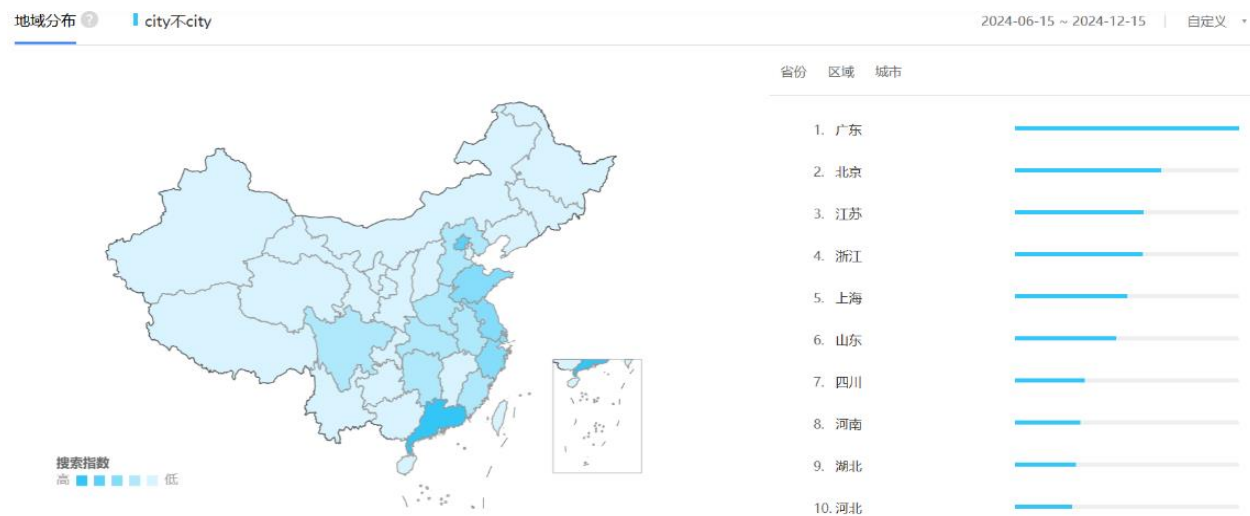 地域分布 ? city不city 2024-06-15 ~ 2024-12-15 | 自定义
省份 区域 城市
1. 广东
2. 北京
3. 江苏
4. 浙江
5. 上海
6. 山东
7. 四川
8. 河南
9. 湖北
10. 河北
搜索指数
高 低